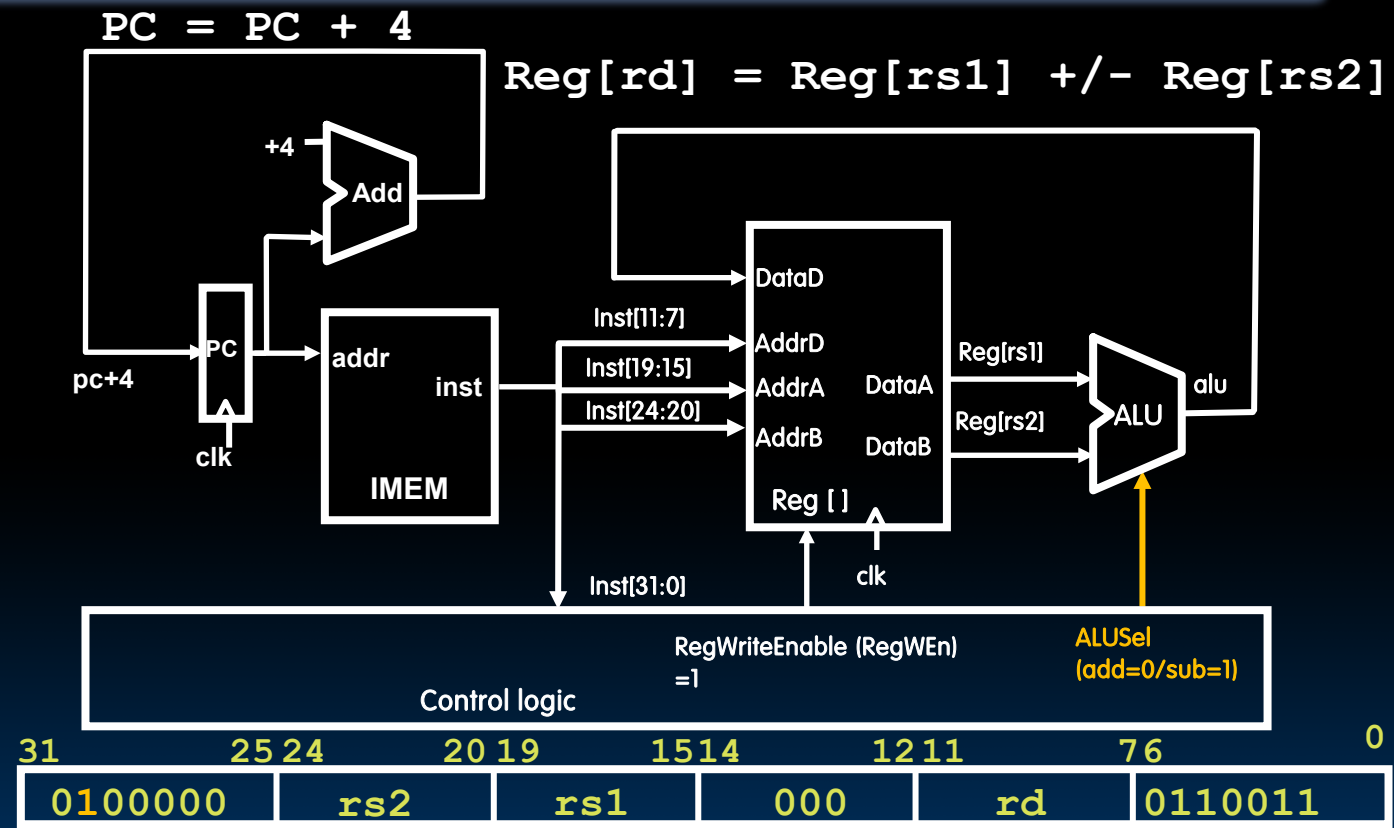 PC = PC + 4
Reg[rd] = Reg[rs1] +/- Reg[rs2]
+4
Add
PC
pc+4
clk
addr
inst
IMEM
Inst[11:7]
Inst[19:15]
Inst[24:20]
Inst[31:0]
DataD
AddrD
AddrA
AddrB
DataA
DataB
Reg [ ]
clk
Reg[rs1]
Reg[rs2]
ALU
alu
RegWriteEnable (RegWEn)
=1
ALUSel
(add=0/sub=1)
Control logic
31 25 24 20 19 15 14 12 11 7 6 0
0100000 rs2 rs1 000 rd 0110011